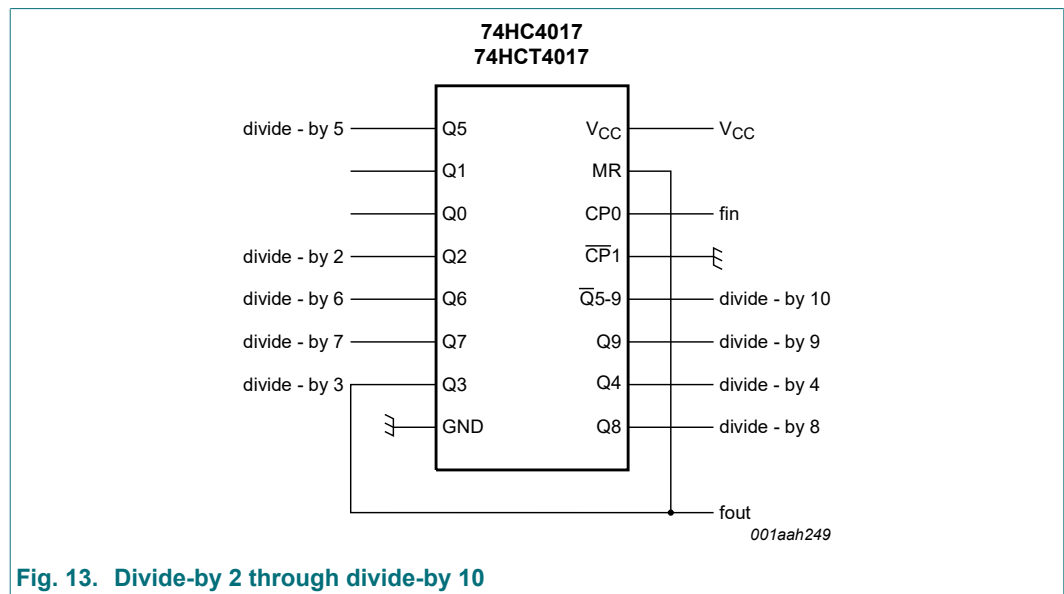 74HC4017
74HCT4017
divide - by 5 Q5 VCC VCC
Q1 MR
Q0 CP0 fin
divide - by 2 Q2 C̅P̅1
divide - by 6 Q6 Q̅5-9 divide - by 10
divide - by 7 Q7 Q9 divide - by 9
divide - by 3 Q3 Q4 divide - by 4
GND Q8 divide - by 8
fout
001aah249
Fig. 13. Divide-by 2 through divide-by 10